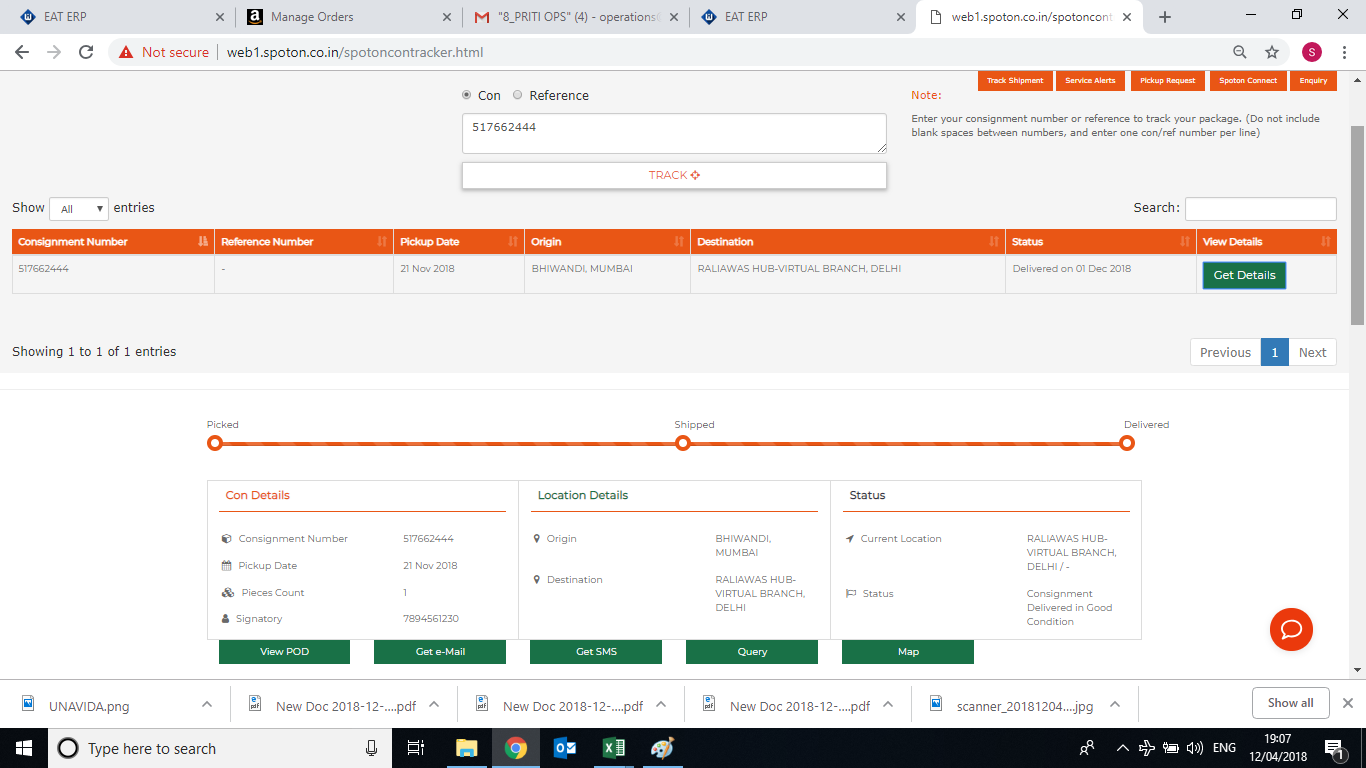 EAT ERP
Manage Orders
"8_PRITI OPS" (4) - operations
EAT ERP
web1.spoton.co.in/spotoncont
Not secure
web1.spoton.co.in/spotoncontracker.html
S
Track Shipment
Service Alerts
Pickup Request
Spoton Connect
Enquiry
Con
Reference
Note:
517662444
Enter your consignment number or reference to track your package. (Do not include
blank spaces between numbers, and enter one con/ref number per line)
TRACK
Show All entries
Search:
Consignment Number Reference Number Pickup Date Origin Destination Status View Details
517662444 - 21 Nov 2018 BHIWANDI, MUMBAI RALIAWAS HUB-VIRTUAL BRANCH, DELHI Delivered on 01 Dec 2018 Get Details
Showing 1 to 1 of 1 entries
Previous 1 Next
Picked Shipped Delivered
Con Details
Consignment Number 517662444
Pickup Date 21 Nov 2018
Pieces Count 1
Signatory 7894561230
Location Details
Origin BHIWANDI,
MUMBAI
Destination RALIAWAS HUB-
VIRTUAL BRANCH,
DELHI
Status
Current Location RALIAWAS HUB-
VIRTUAL BRANCH,
DELHI / -
Status Consignment
Delivered in Good
Condition
View POD
Get e-Mail
Get SMS
Query
Map
UNAVIDA.png
New Doc 2018-12-....pdf
New Doc 2018-12-....pdf
New Doc 2018-12-....pdf
scanner_20181204....jpg
Show all
Type here to search
ENG
19:07
12/04/2018
1